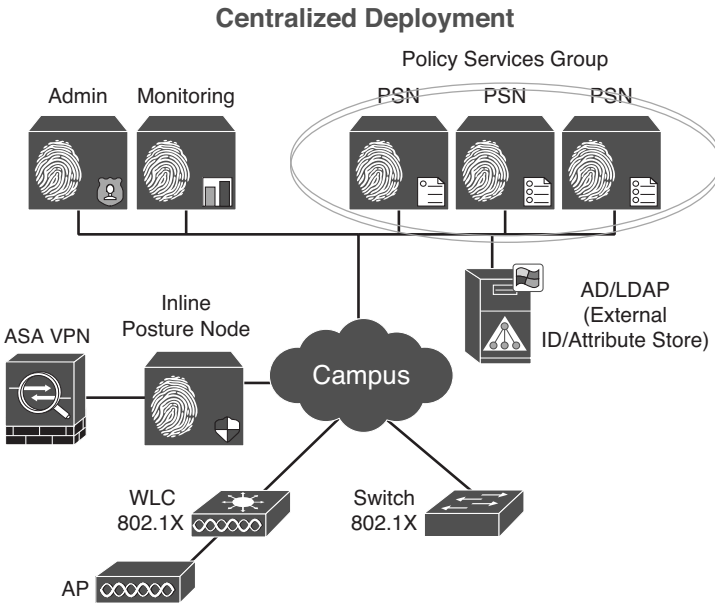 Centralized Deployment
Policy Services Group
Admin
Monitoring
PSN
PSN
PSN
AD/LDAP
(External
ID/Attribute Store)
Inline
Posture Node
ASA VPN
Campus
WLC
802.1X
Switch
802.1X
AP